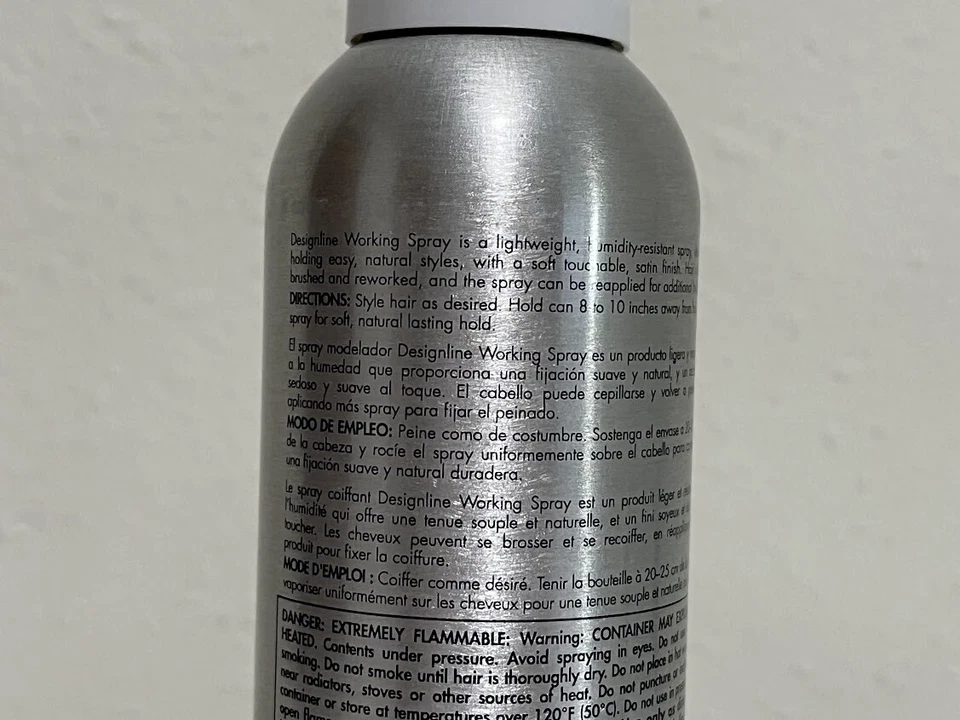 Designline Working Spray is a lightweight, humidity-resistant spray,
holding easy, natural styles, with a soft touchable, satin finish. Hair
brushed and reworked, and the spray can be reapplied for additional
DIRECTIONS: Style hair as desired. Hold can 8 to 10 inches away from
spray for soft, natural lasting hold.
El spray modelador Designline Working Spray es un producto ligero y
a la humedad que proporciona una fijación suave y natural, y un
sedoso y suave al toque. El cabello puede cepillarse y volver a
aplicando más spray para fijar el peinado.
MODO DE EMPLEO: Peine como de costumbre. Sostenga el envase a
de la cabeza y rocíe el spray uniformemente sobre el cabello para
una fijación suave y natural duradera.
Le spray coiffant Designline Working Spray est un produit léger et
l'humidité qui offre une tenue souple et naturelle, et un fini soyeux et
toucher. Les cheveux peuvent se brosser et se recoiffer, en
produit pour fixer la coiffure.
MODE D'EMPLOI : Coiffer comme désiré. Tenir la bouteille à 20–25 cm
vaporiser uniformément sur les cheveux pour une tenue souple et naturelle
DANGER: EXTREMELY FLAMMABLE: Warning: CONTAINER MAY
HEATED. Contents under pressure. Avoid spraying in eyes. Do not
smoking. Do not smoke until hair is thoroughly dry. Do not place in hot
near radiators, stoves or other sources of heat. Do not puncture or
container or store at temperatures over 120°F (50°C). Do not use in
open only as